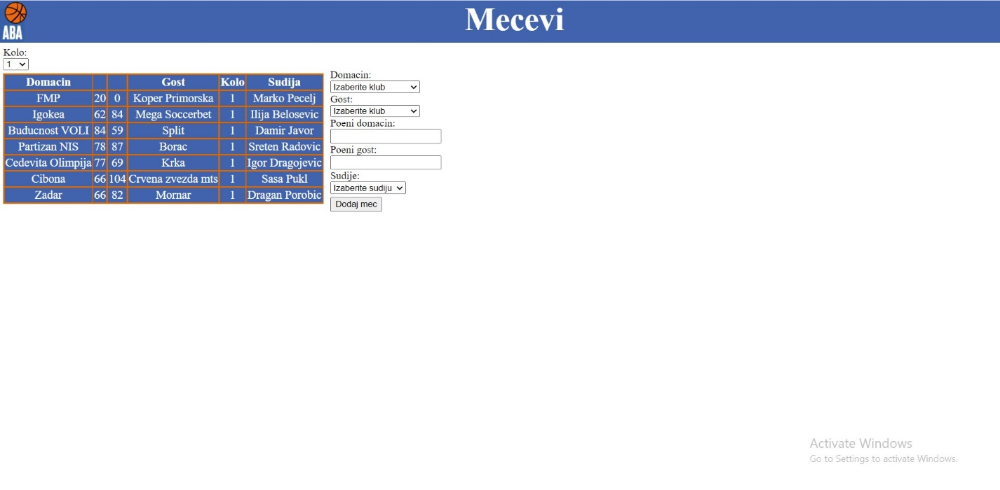 ABA
Mecevi
Kolo:
1
Domacin Gost Kolo Sudija
FMP 20 0 Koper Primorska 1 Marko Pecelj
Igokea 62 84 Mega Soccerbet 1 Ilija Belosevic
Buducnost VOLI 84 59 Split 1 Damir Javor
Partizan NIS 78 87 Borac 1 Sreten Radovic
Cedevita Olimpija 77 69 Krka 1 Igor Dragojevic
Cibona 66 104 Crvena zvezda mts 1 Sasa Pukl
Zadar 66 82 Mornar 1 Dragan Porobic
Domacin:
Izaberite klub
Gost:
Izaberite klub
Poeni domacin:
Poeni gost:
Sudije:
Izaberite sudiju
Dodaj mec
Activate Windows
Go to Settings to activate Windows.